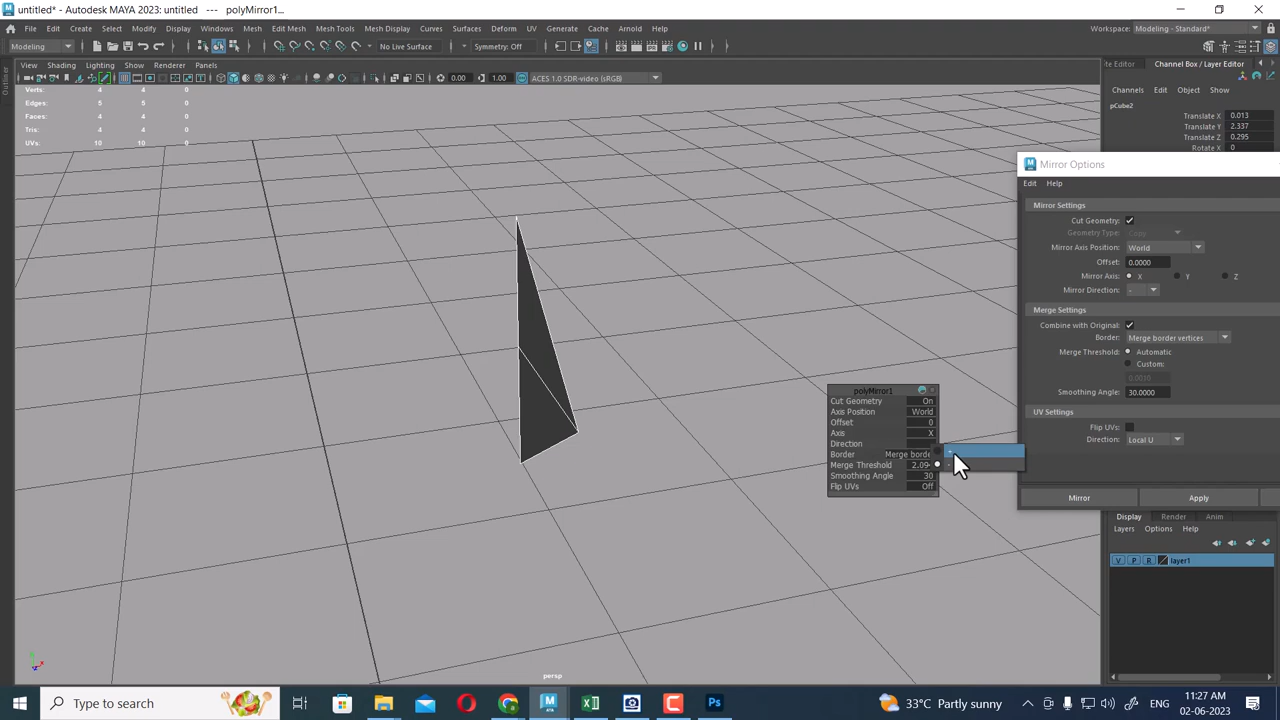 untitled* - Autodesk MAYA 2023: untitled --- polyMirror1...
File Edit Create Select Modify Display Windows Mesh Edit Mesh Mesh Tools Mesh Display Curves Surfaces Deform UV Generate Cache Arnold Help
Workspace: Modeling - Standard*
Modeling No Live Surface Symmetry: Off
View Shading Lighting Show Renderer Panels
te Editor Channel Box / Layer Editor
0.00 1.00 ACES 1.0 SDR-video (sRGB)
Outliner
Channels Edit Object Show
Verts: 4 4 0
Edges: 5 5 0
Faces: 4 4 0
Tris: 4 4 0
UVs: 10 10 0
pCube2
Translate X 0.013
Translate Y 2.337
Translate Z 0.295
Rotate X 0
Mirror Options
Edit Help
Mirror Settings
Cut Geometry:
Geometry Type: Copy
Mirror Axis Position: World
Offset: 0.0000
Mirror Axis: X Y Z
Mirror Direction: -
Merge Settings
Combine with Original:
Border: Merge border vertices
Merge Threshold: Automatic
Custom:
Smoothing Angle: 30.0000
UV Settings
Flip UVs:
Direction: Local U
Mirror Apply
polyMirror1
Cut Geometry On
Axis Position World
Offset 0
Axis X
Direction
Border Merge borde
Merge Threshold 2.09
Smoothing Angle 30
Flip UVs Off
+
-
Display Render Anim
Layers Options Help
V P R layer1
persp
Type here to search
33°C Partly sunny
ENG
11:27 AM
02-06-2023